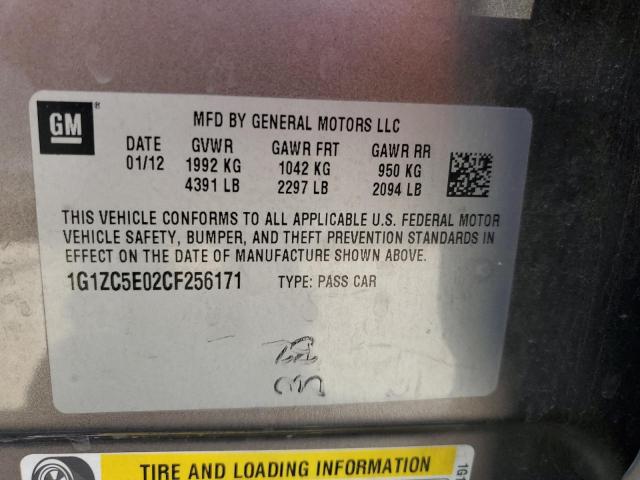 GM
MFD BY GENERAL MOTORS LLC
DATE GVWR GAWR FRT GAWR RR
01/12 1992 KG 1042 KG 950 KG
4391 LB 2297 LB 2094 LB
THIS VEHICLE CONFORMS TO ALL APPLICABLE U.S. FEDERAL MOTOR
VEHICLE SAFETY, BUMPER, AND THEFT PREVENTION STANDARDS IN
EFFECT ON THE DATE OF MANUFACTURE SHOWN ABOVE.
1G1ZC5E02CF256171 TYPE: PASS CAR
TIRE AND LOADING INFORMATION